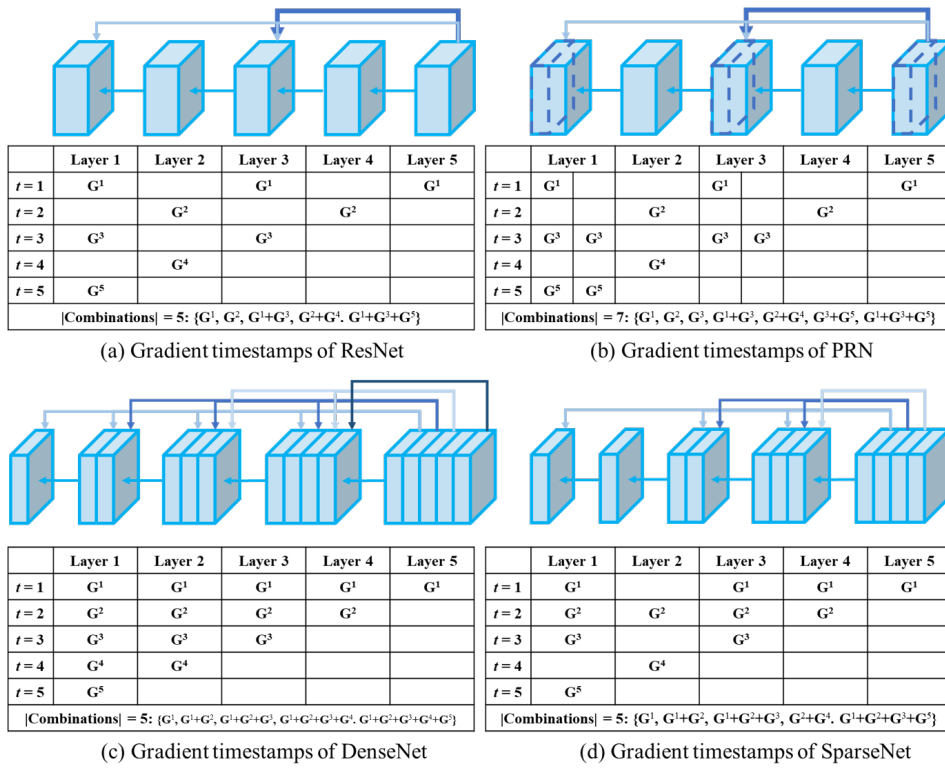 Layer 1 Layer 2 Layer 3 Layer 4 Layer 5
t = 1 G¹ G¹ G¹
t = 2 G² G²
t = 3 G³ G³
t = 4 G⁴
t = 5 G⁵
|Combinations| = 5: {G¹, G², G¹+G³, G²+G⁴. G¹+G³+G⁵}
(a) Gradient timestamps of ResNet
Layer 1 Layer 2 Layer 3 Layer 4 Layer 5
t = 1 G¹ G¹ G¹
t = 2 G² G²
t = 3 G³ G³ G³ G³
t = 4 G⁴
t = 5 G⁵ G⁵
|Combinations| = 7: {G¹, G², G³, G¹+G³, G²+G⁴, G³+G⁵, G¹+G³+G⁵}
(b) Gradient timestamps of PRN
Layer 1 Layer 2 Layer 3 Layer 4 Layer 5
t = 1 G¹ G¹ G¹ G¹ G¹
t = 2 G² G² G² G²
t = 3 G³ G³ G³
t = 4 G⁴ G⁴
t = 5 G⁵
|Combinations| = 5: {G¹, G¹+G², G¹+G²+G³, G¹+G²+G³+G⁴. G¹+G²+G³+G⁴+G⁵}
(c) Gradient timestamps of DenseNet
Layer 1 Layer 2 Layer 3 Layer 4 Layer 5
t = 1 G¹ G¹ G¹ G¹
t = 2 G² G² G² G²
t = 3 G³ G³
t = 4 G⁴
t = 5 G⁵
|Combinations| = 5: {G¹, G¹+G², G¹+G²+G³, G²+G⁴. G¹+G²+G³+G⁵}
(d) Gradient timestamps of SparseNet